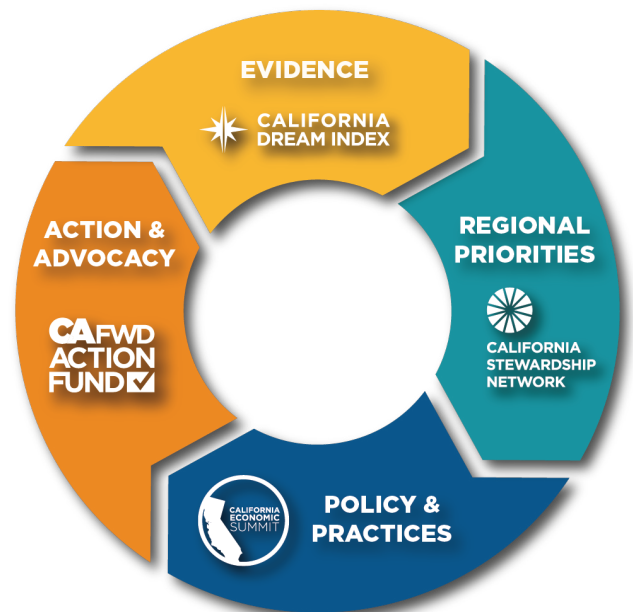 EVIDENCE
CALIFORNIA
DREAM INDEX
REGIONAL
PRIORITIES
CALIFORNIA
STEWARDSHIP
NETWORK
POLICY &
PRACTICES
CALIFORNIA
ECONOMIC
SUMMIT
ACTION &
ADVOCACY
CAFWD
ACTION
FUND